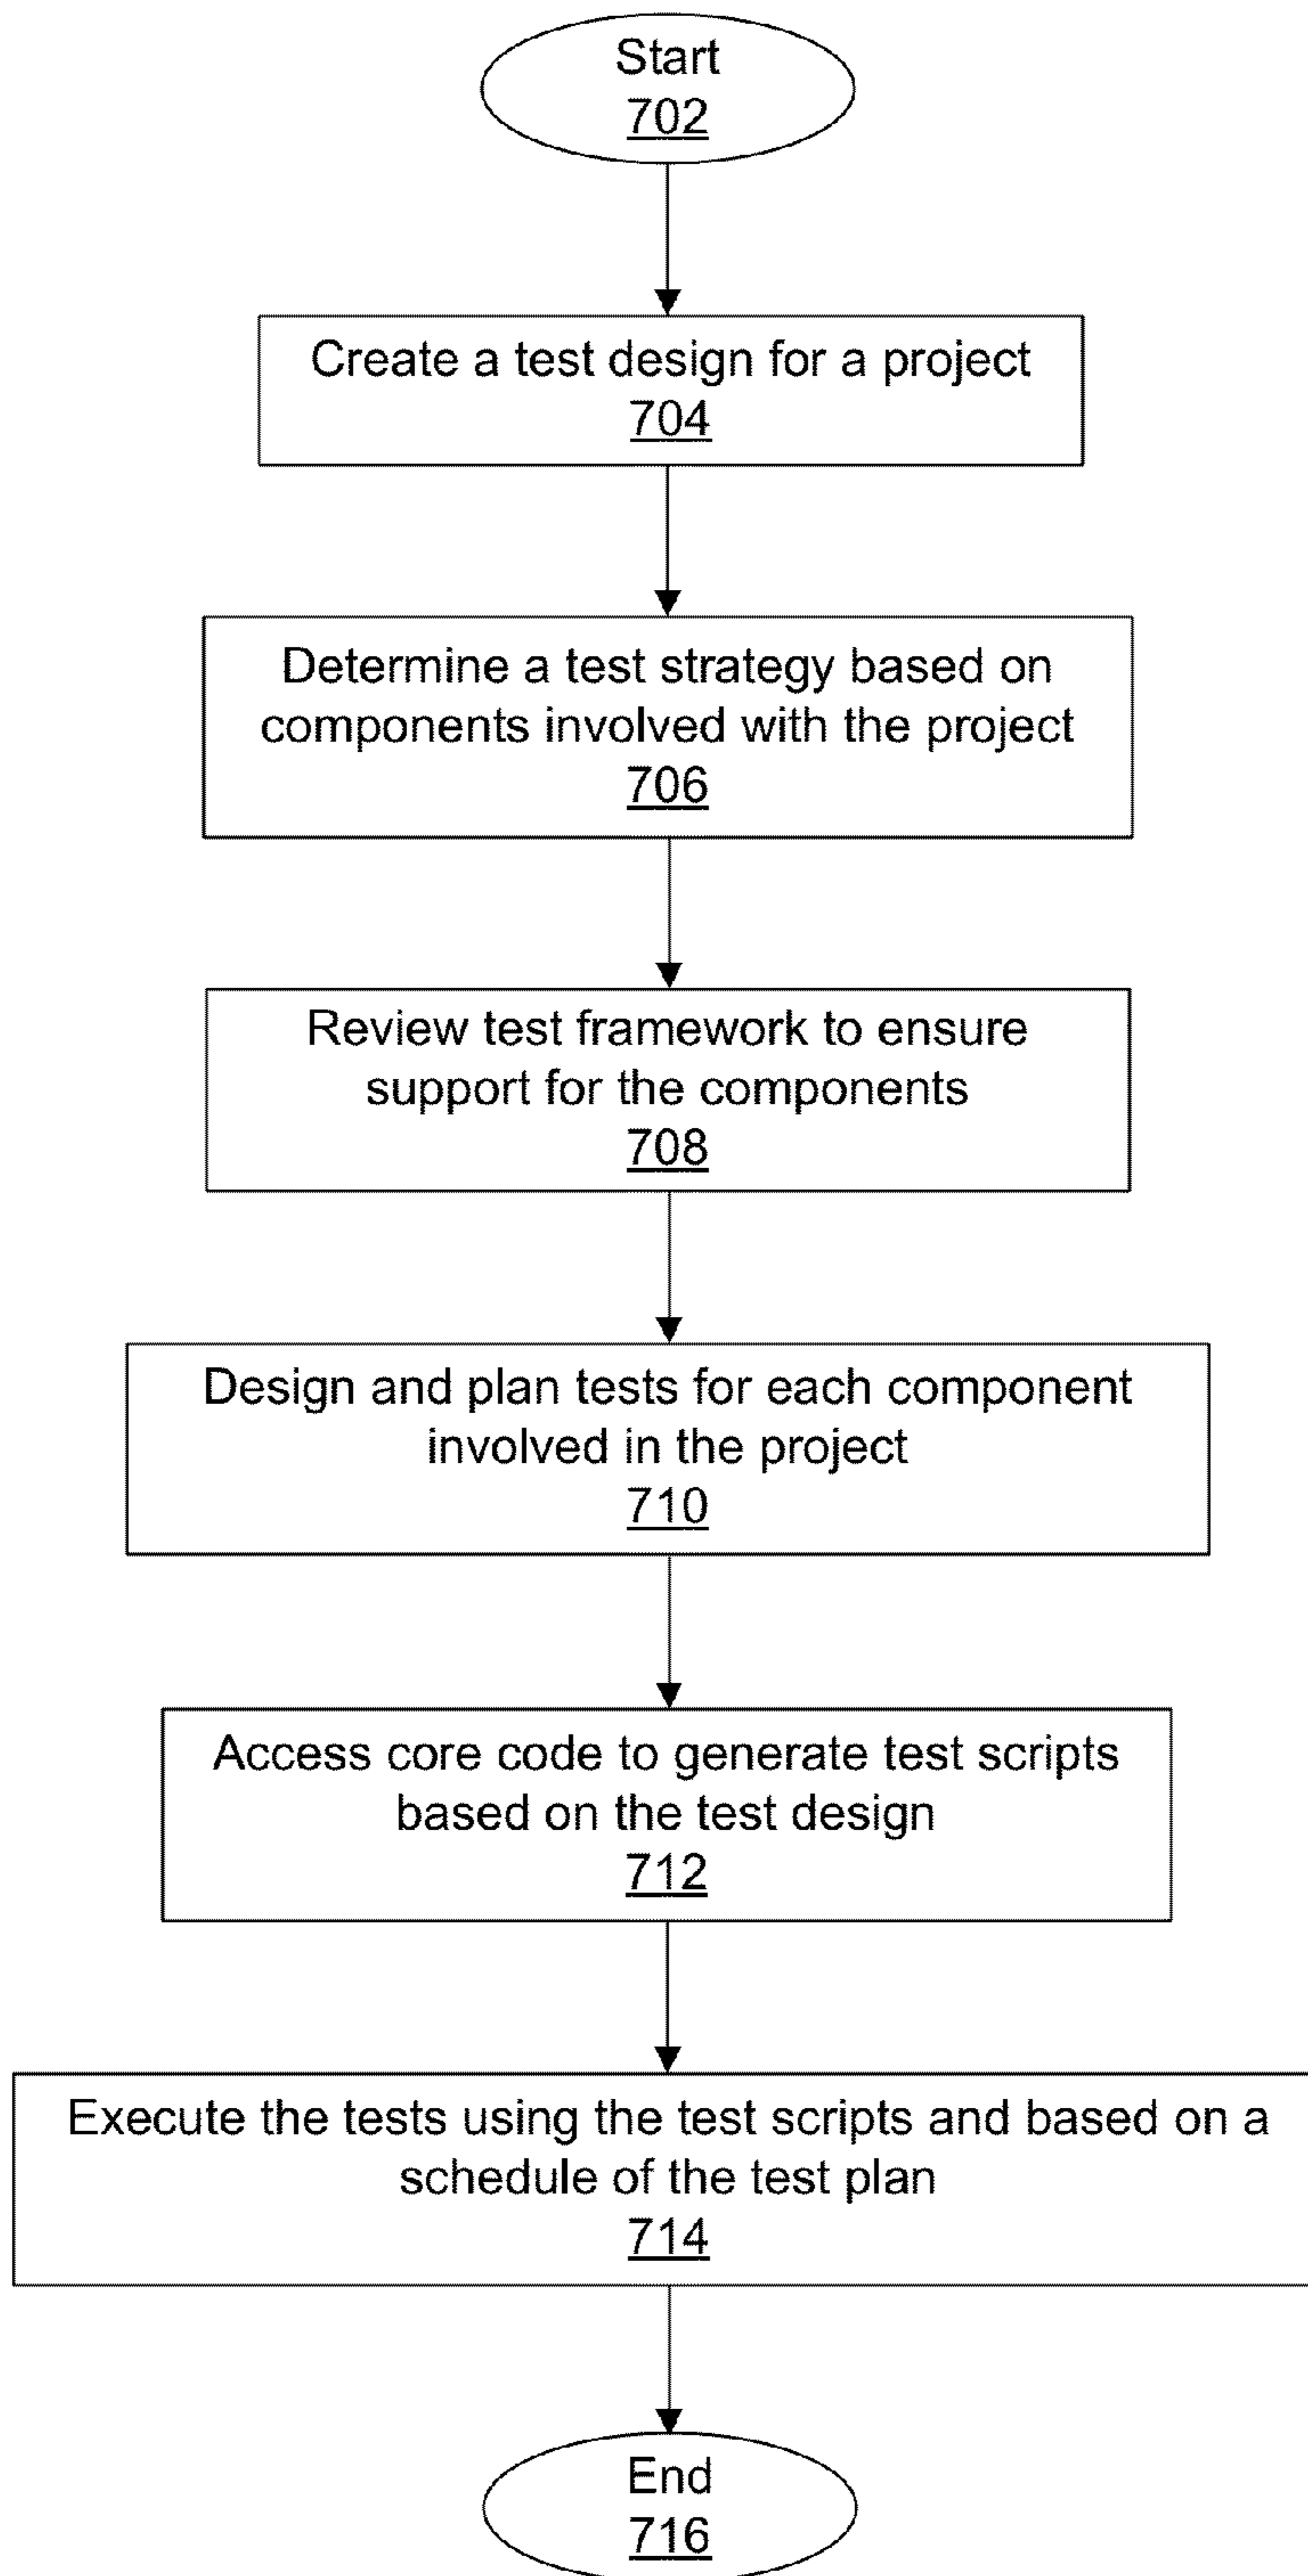 Start
702
Create a test design for a project
704
Determine a test strategy based on
components involved with the project
706
Review test framework to ensure
support for the components
708
Design and plan tests for each component
involved in the project
710
Access core code to generate test scripts
based on the test design
712
Execute the tests using the test scripts and based on a
schedule of the test plan
714
End
716